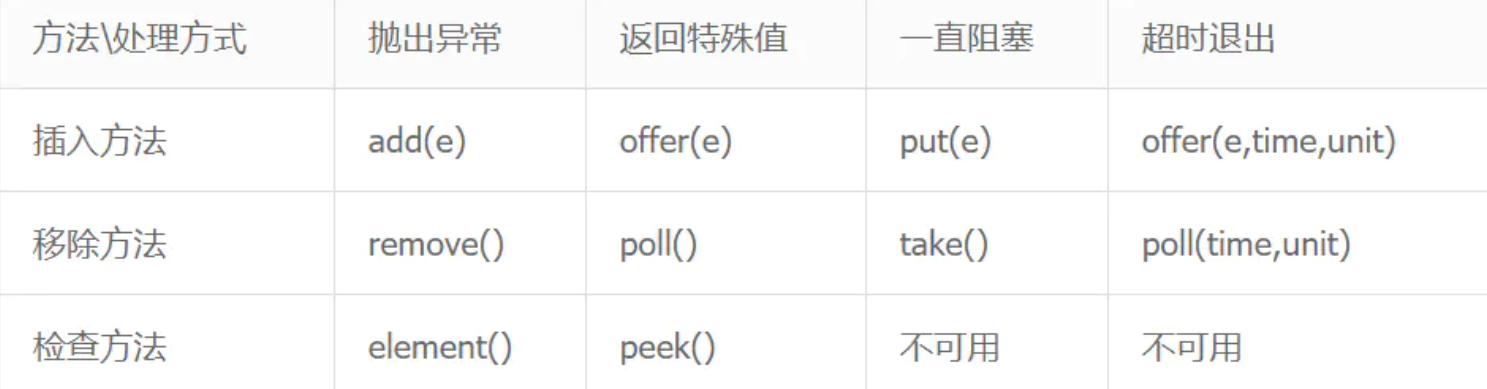 方法\处理方式 抛出异常 返回特殊值 一直阻塞 超时退出
插入方法 add(e) offer(e) put(e) offer(e,time,unit)
移除方法 remove() poll() take() poll(time,unit)
检查方法 element() peek() 不可用 不可用